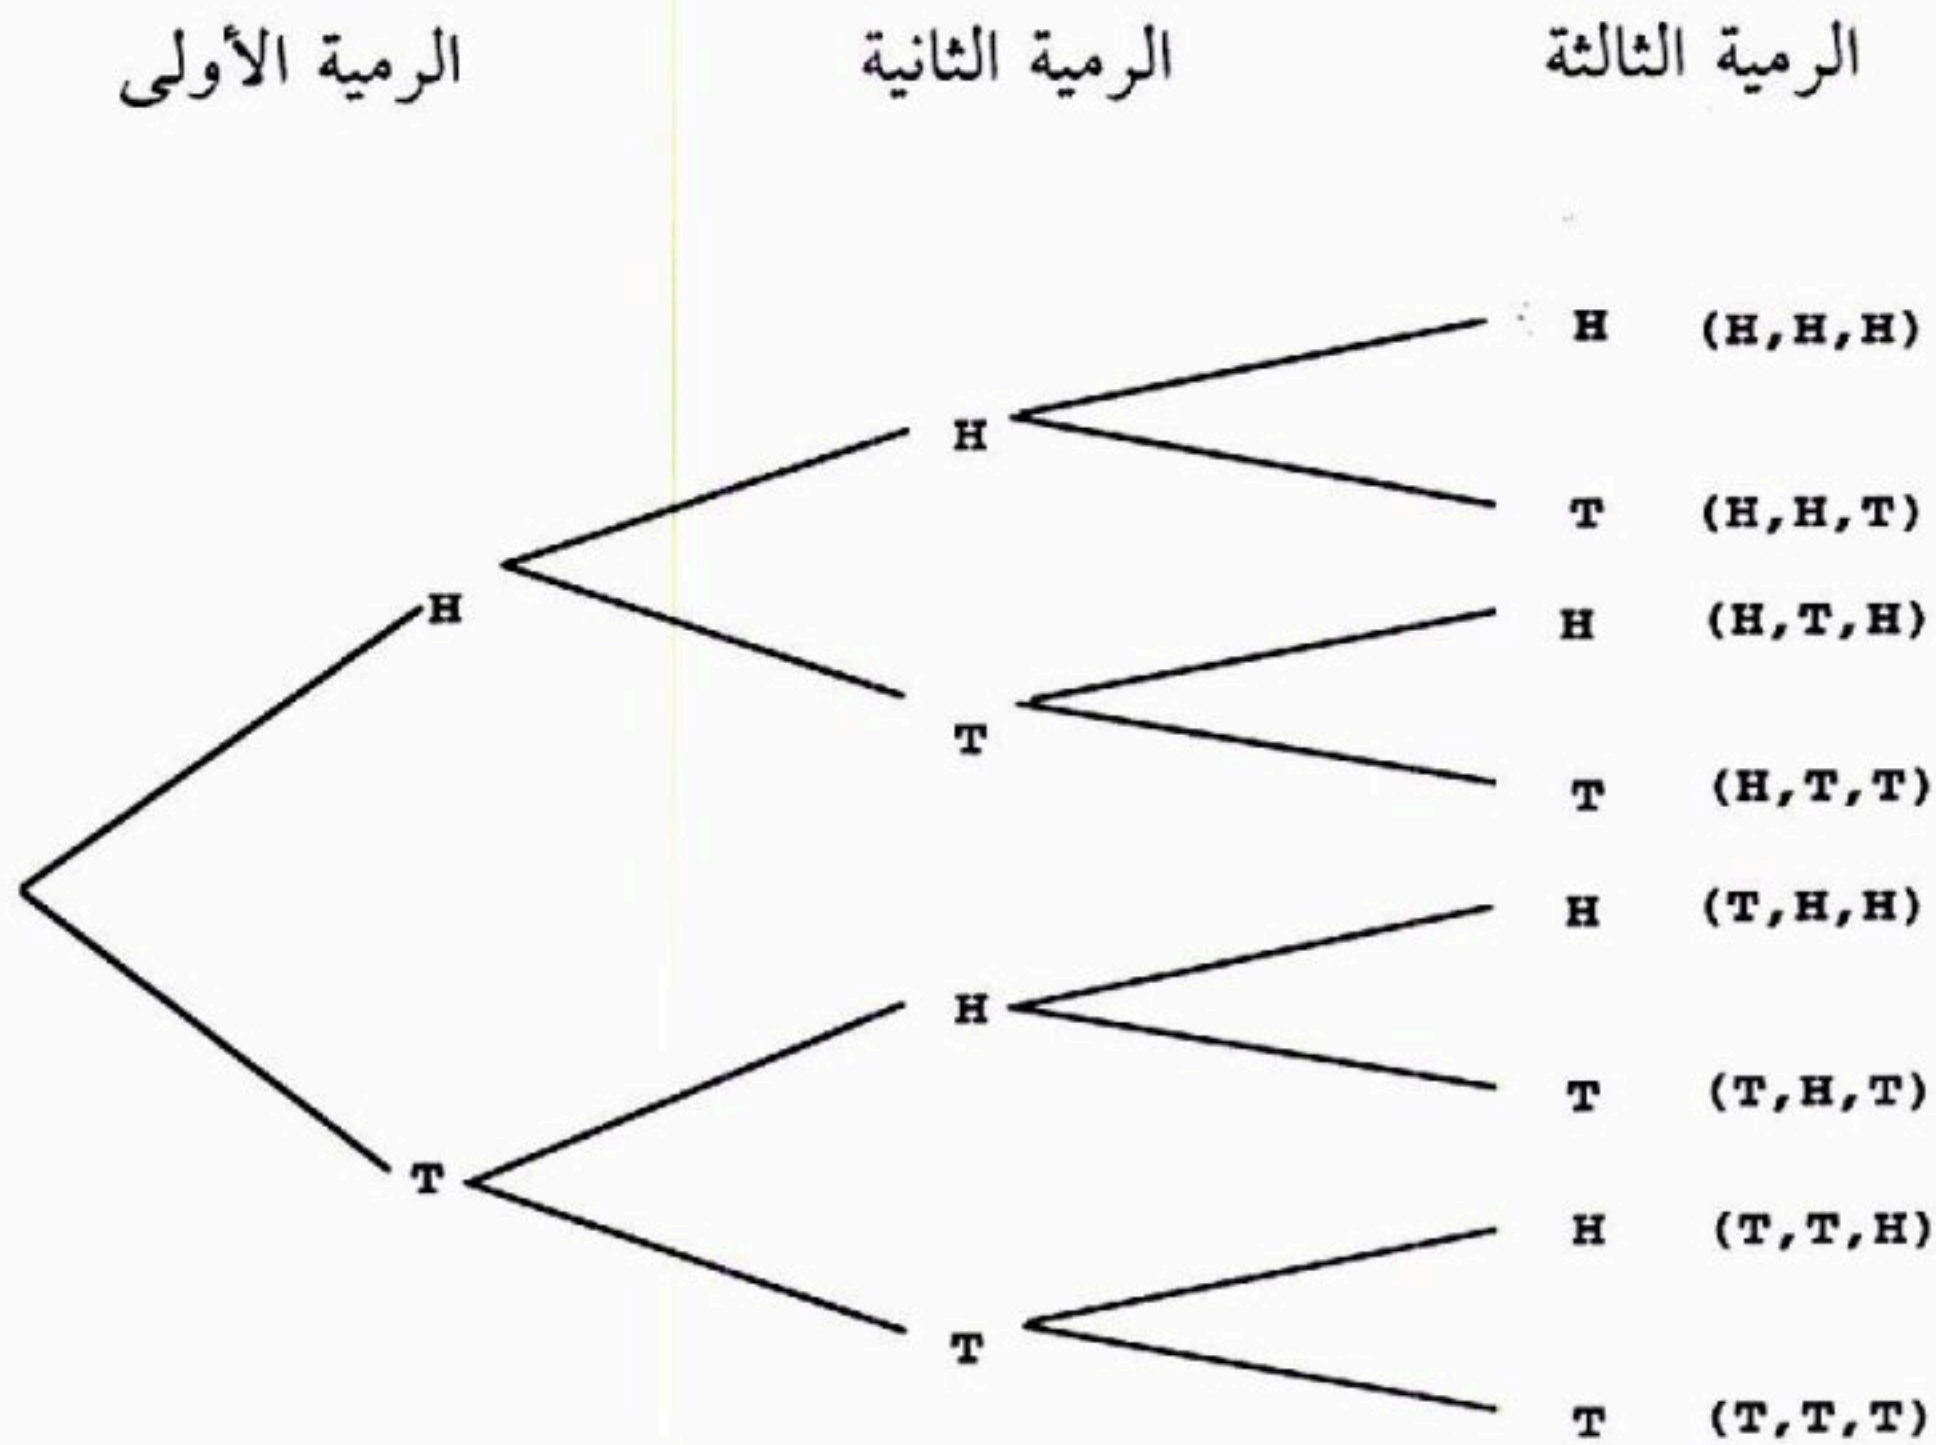 الرمية الأولى الرمية الثانية الرمية الثالثة
H (H,H,H)
H
T (H,H,T)
H
H (H,T,H)
T
T (H,T,T)
H (T,H,H)
H
T (T,H,T)
T
H (T,T,H)
T
T (T,T,T)